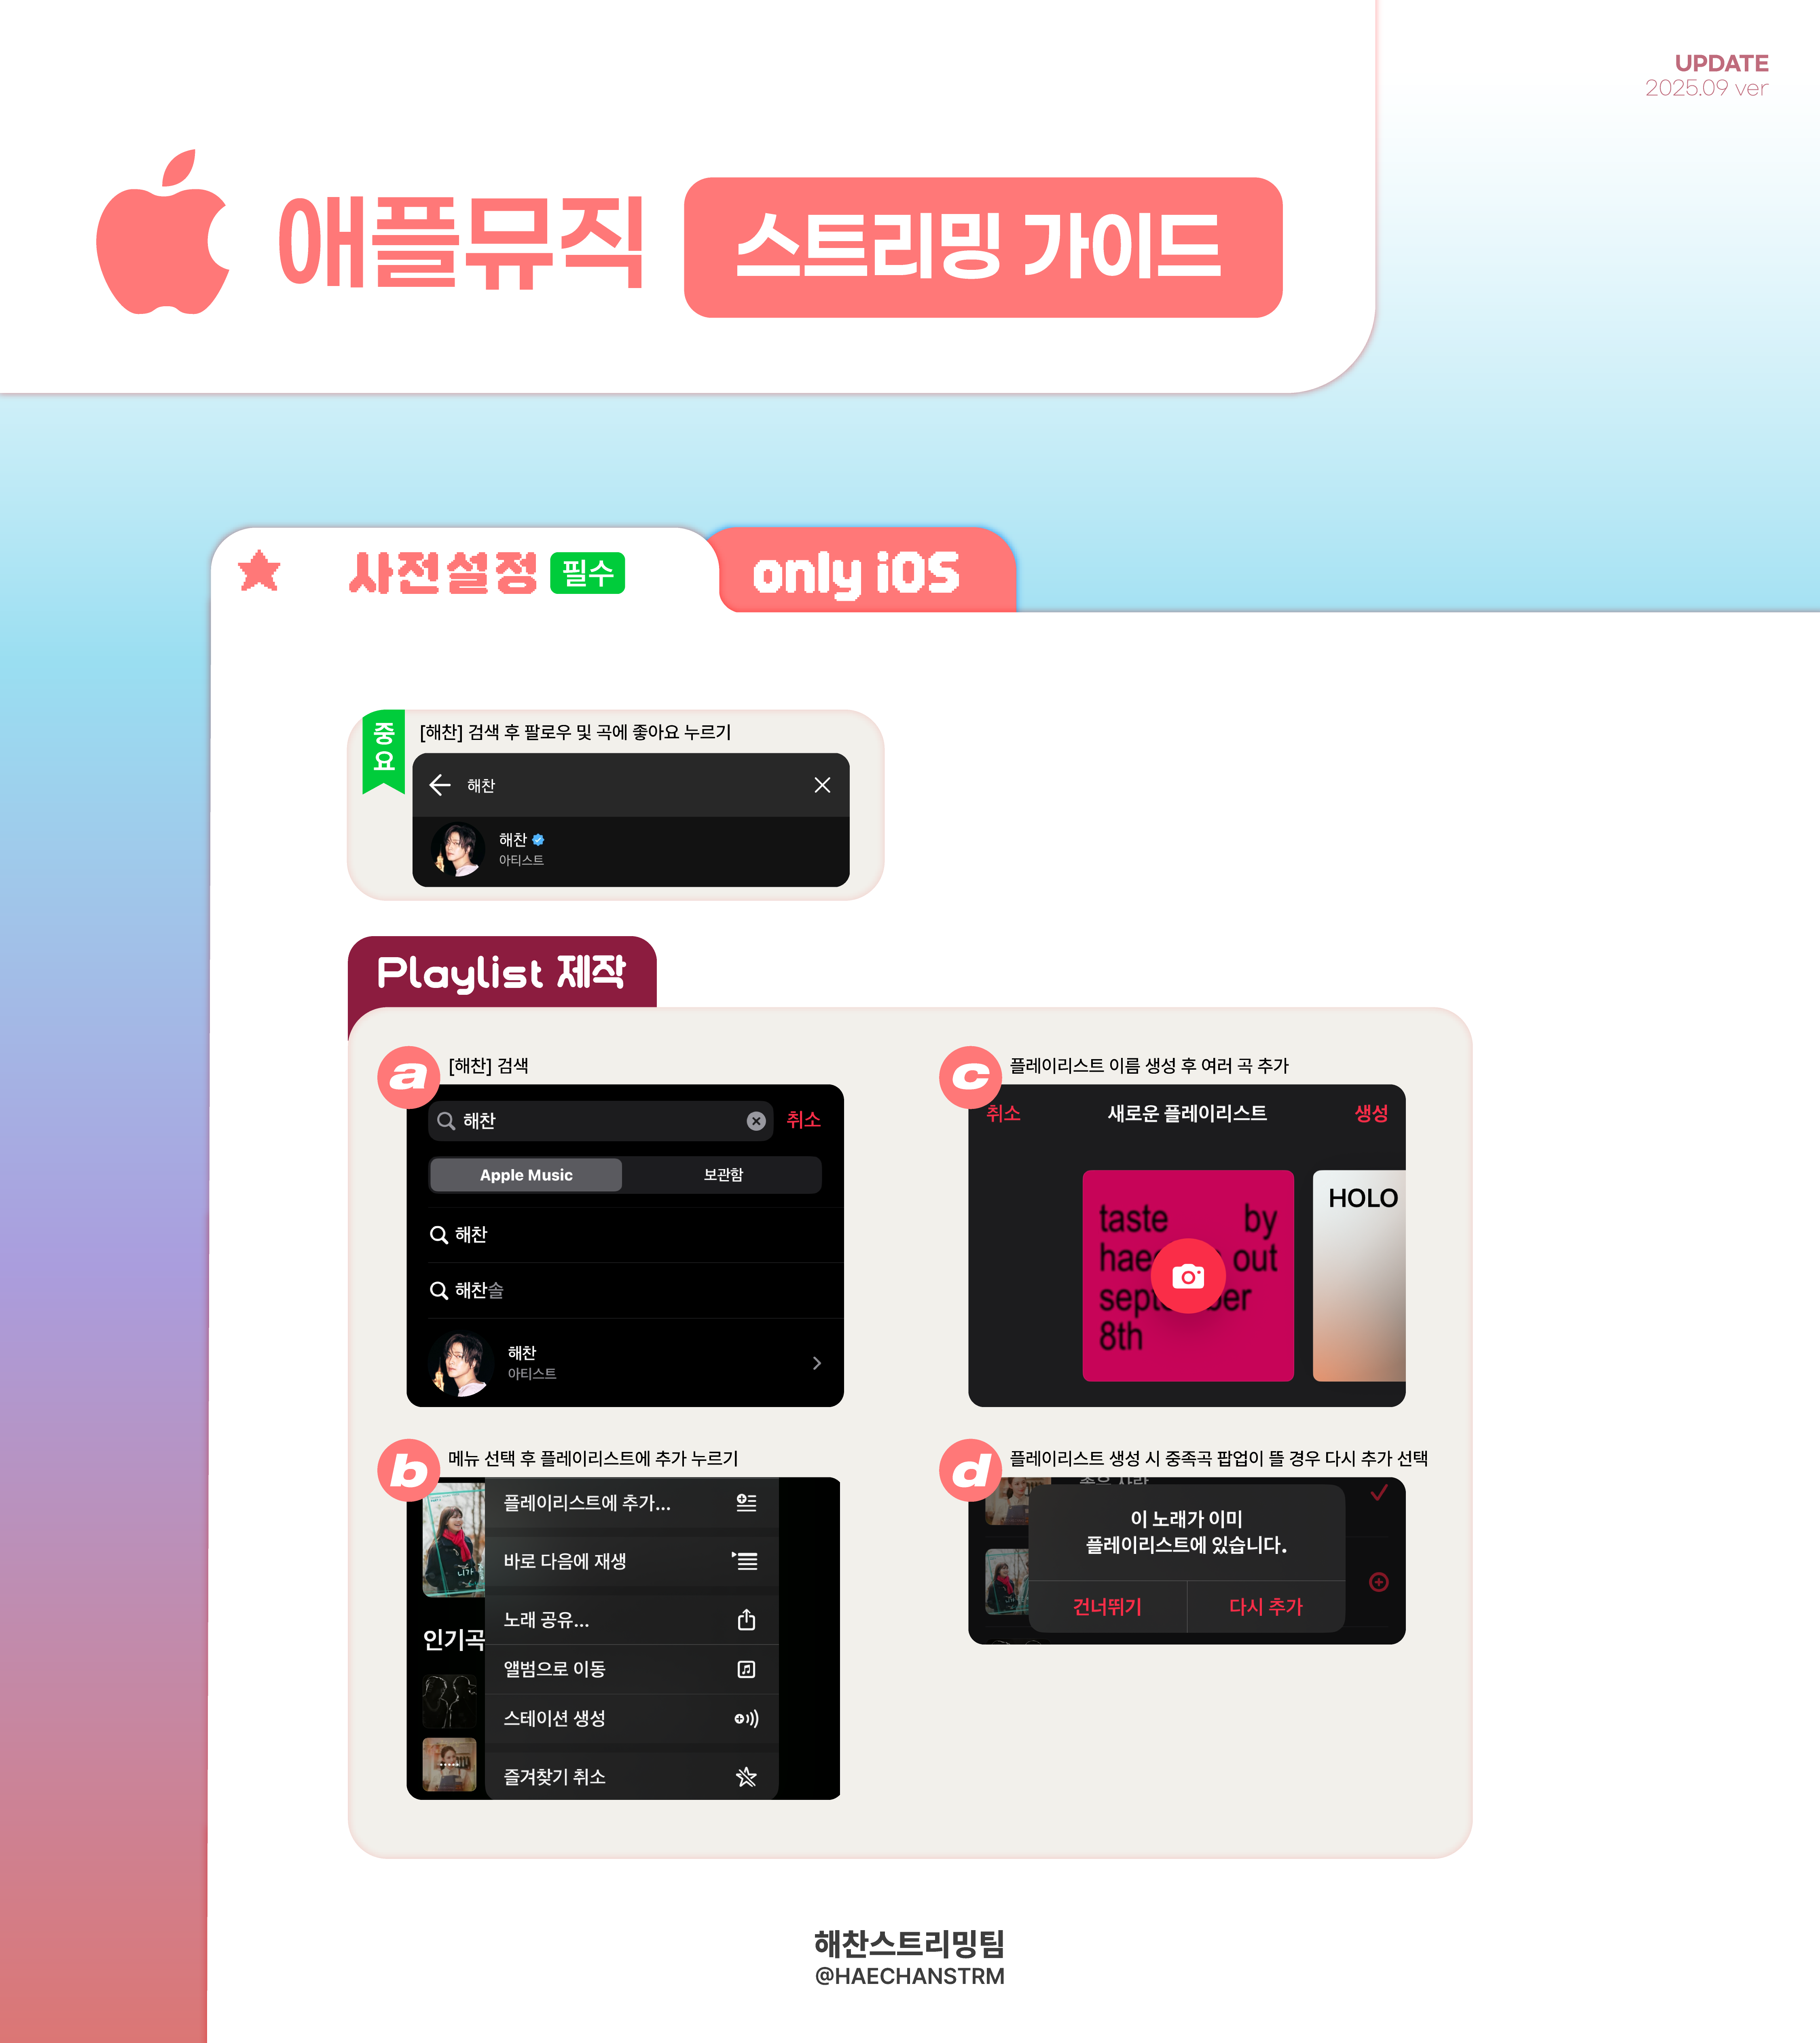 UPDATE
2025.09 ver
애플뮤직 스트리밍 가이드
사전설정 필수
only iOS
중요
[해찬] 검색 후 팔로우 및 곡에 좋아요 누르기
해찬
해찬
아티스트
Playlist 제작
a
[해찬] 검색
해찬
취소
Apple Music
보관함
해찬
해찬솔
해찬
아티스트
b
메뉴 선택 후 플레이리스트에 추가 누르기
플레이리스트에 추가...
바로 다음에 재생
노래 공유...
인기곡
앨범으로 이동
스테이션 생성
즐겨찾기 취소
c
플레이리스트 이름 생성 후 여러 곡 추가
취소
새로운 플레이리스트
생성
taste by
hae out
sept er
8th
HOLO
d
플레이리스트 생성 시 중족곡 팝업이 뜰 경우 다시 추가 선택
이 노래가 이미
플레이리스트에 있습니다.
건너뛰기
다시 추가
해찬스트리밍팀
@HAECHANSTRM